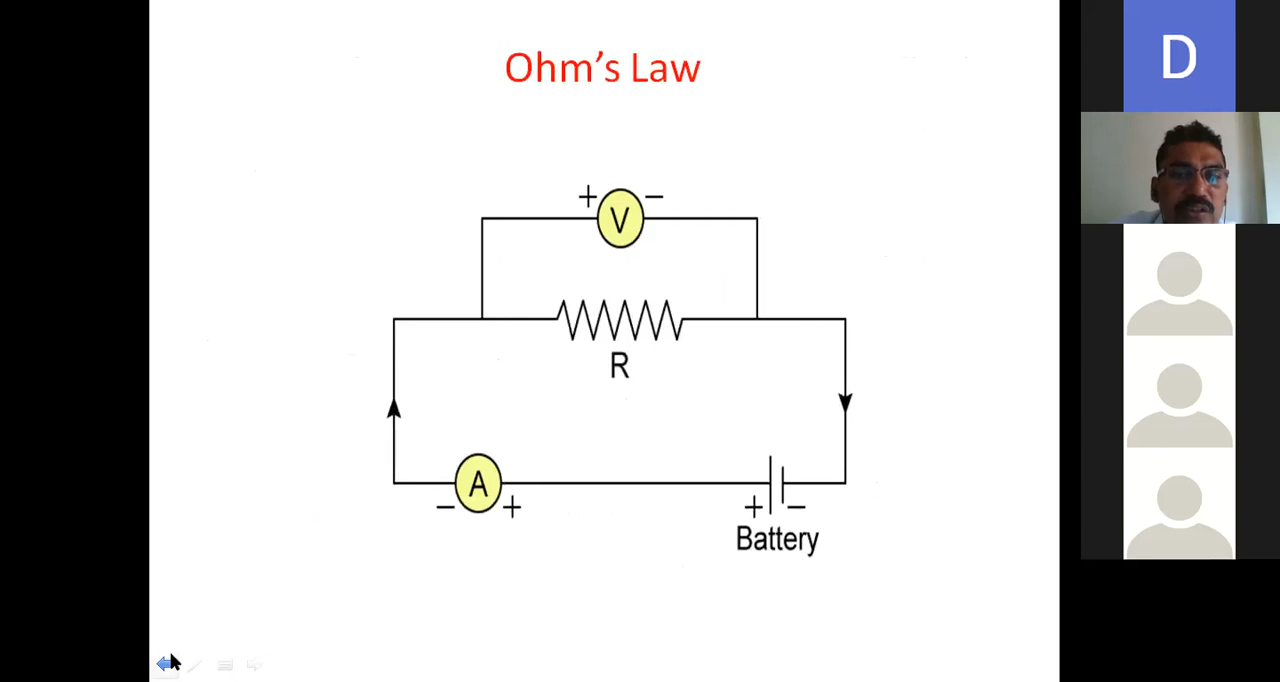 Ohm's Law
D
+ V −
R
− A +
+ −
Battery